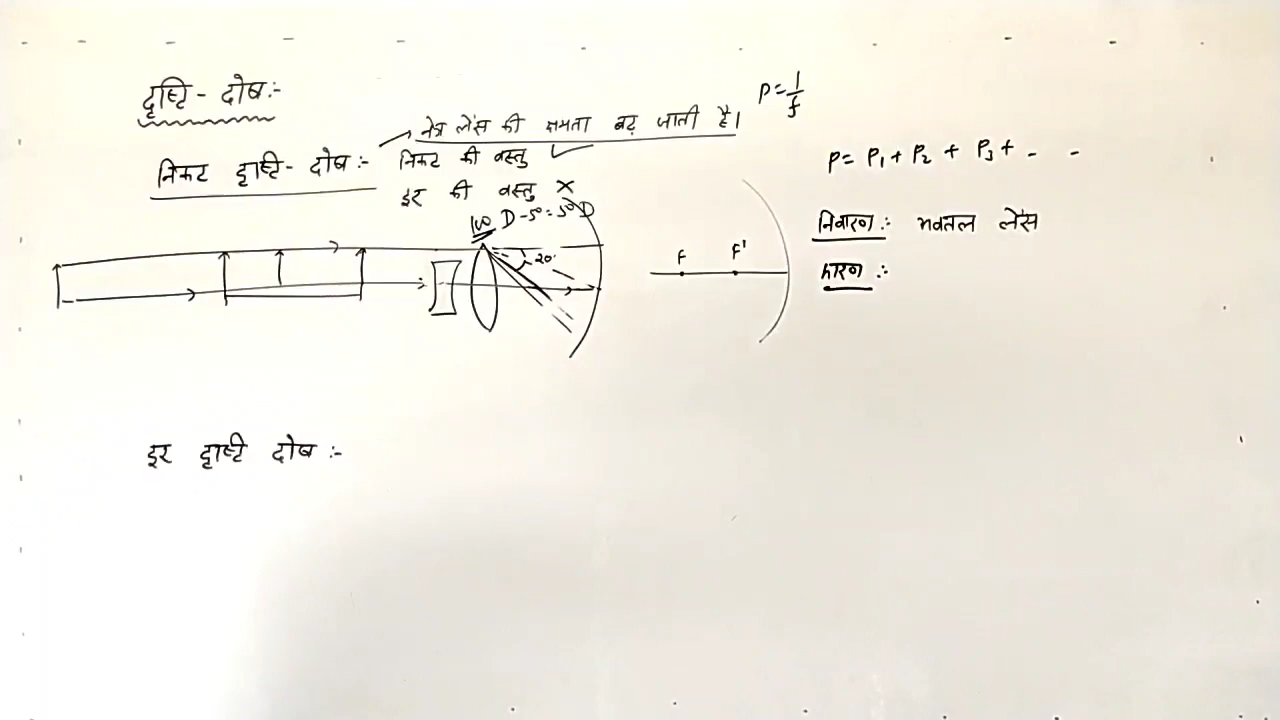 दृष्टि - दोष :-
P = 1/f
नेत्र लेंस की क्षमता बढ़ जाती है।
निकट दृष्टि - दोष :- निकट की वस्तु ✓
दूर की वस्तु ×
P = P₁ + P₂ + P₃ + - -
निवारण :- अवतल लेंस
100 D - 50 = 50 D
20°
F F'
कारण :-
दूर दृष्टि दोष :-